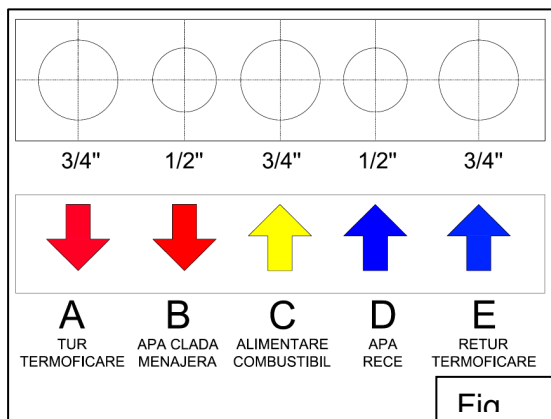 3/4" 1/2" 3/4" 1/2" 3/4"
A B C D E
TUR TERMOFICARE
APA CLADA MENAJERA
ALIMENTARE COMBUSTIBIL
APA RECE
RETUR TERMOFICARE
Fig